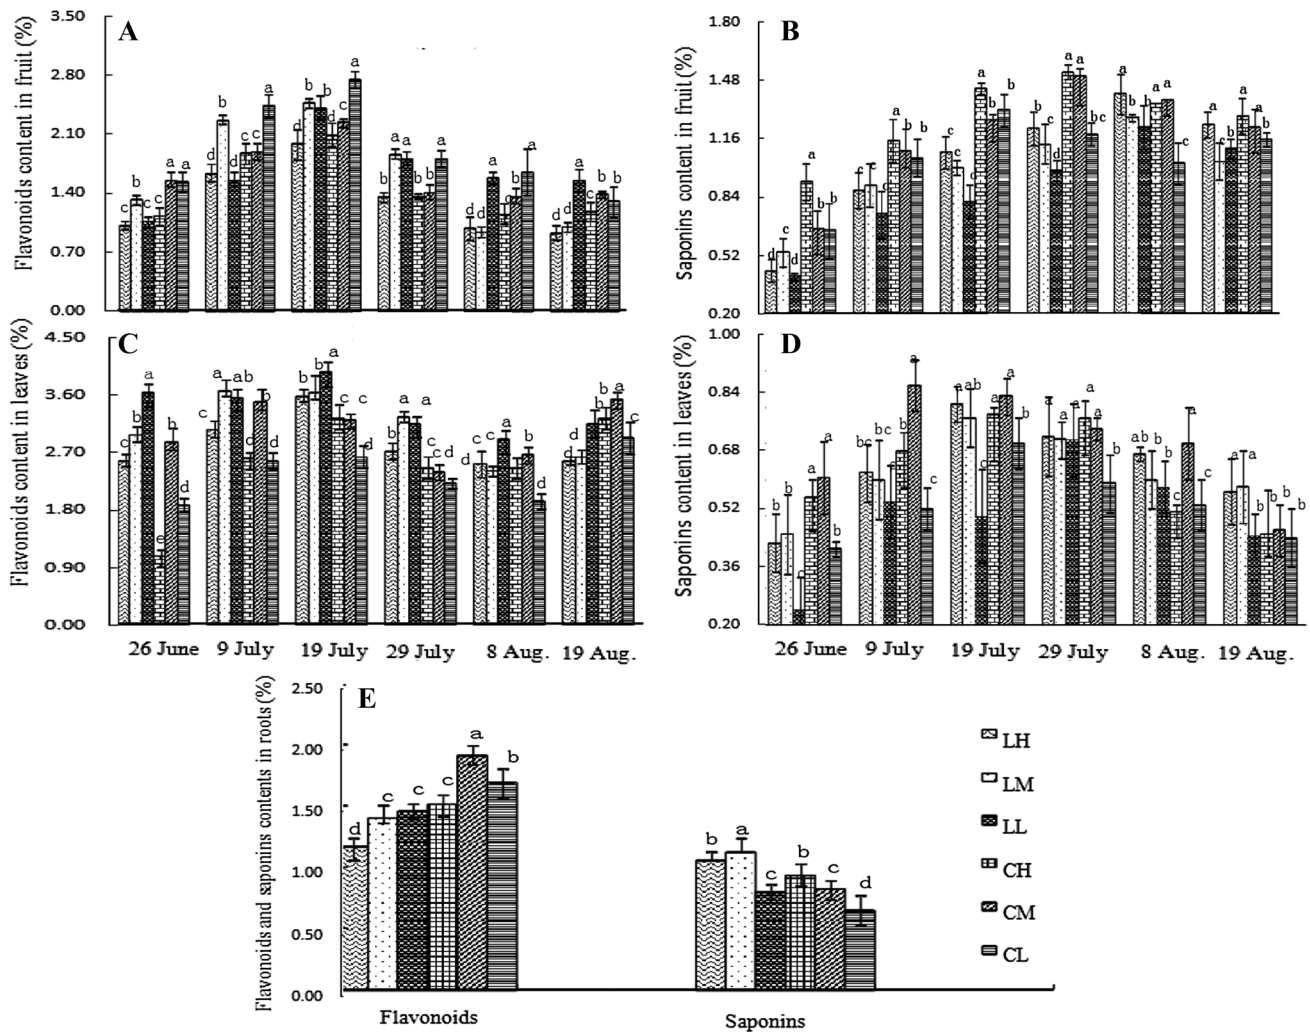 A
Flavonoids content in fruit (%)
3.50
2.80
2.10
1.40
0.70
0.00
c b c c a a
d b d c c a
d b b d c a
b a a b b a
d d a c b a
c c a c b b
B
Saponins content in fruit (%)
1.80
1.48
1.16
0.84
0.52
0.20
d c d a b b
b b c a b b
b c c a b b
b c c a a b c
a b b a a c
a c b a a b
C
Flavonoids content in leaves (%)
4.50
3.60
2.70
1.80
0.90
0.00
c b a e b d
c a ab c b c
b b a c c c
b a a c c c
d c c a c b d
d d c b a c
26 June 9 July 19 July 29 July 8 Aug. 19 Aug.
D
Saponins content in leaves (%)
1.00
0.84
0.68
0.52
0.36
0.20
b b c a a b
bc b c b a c
a ab c a a b
a a a a a b
ab b b c a c
a a b b b b
26 June 9 July 19 July 29 July 8 Aug. 19 Aug.
E
Flavonoids and saponins contents in roots (%)
2.50
2.00
1.50
1.00
0.50
0.00
d c c c a b
b a c b c d
Flavonoids Saponins
LH
LM
LL
CH
CM
CL